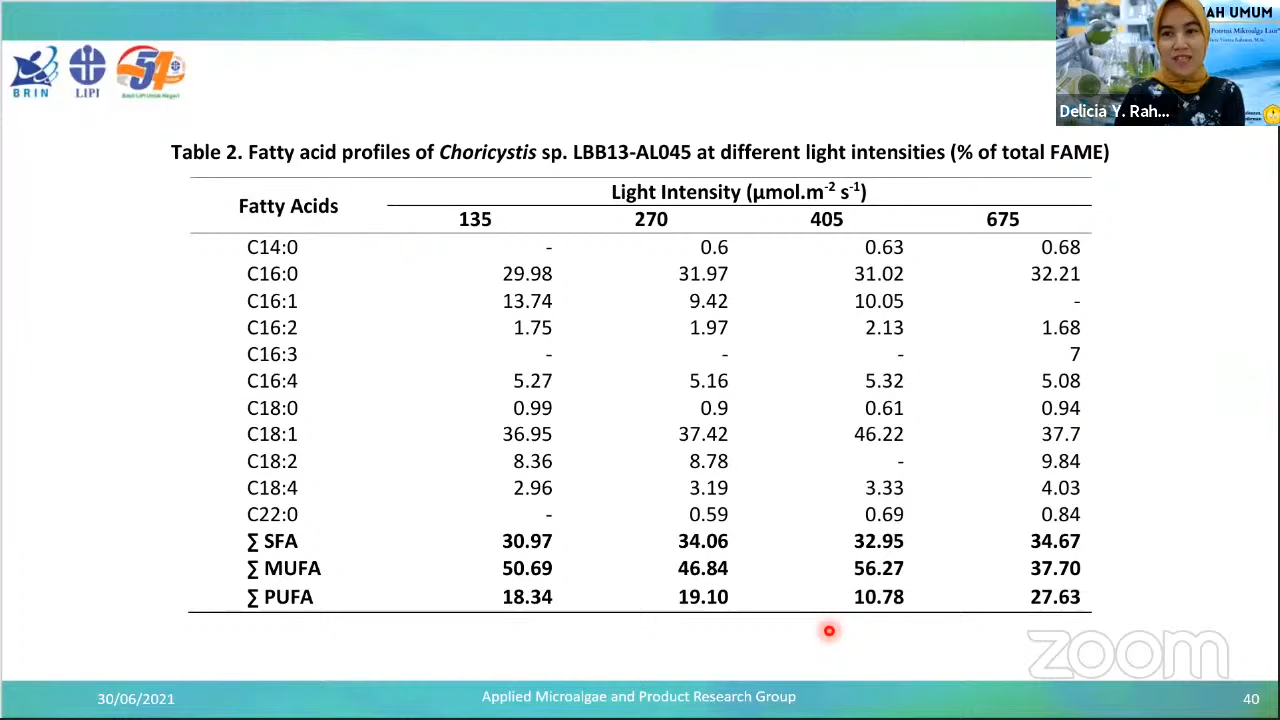 AH UMUM
Potensi Mikroalga Laut"
Delicia Y. Rah...
BRIN
LIPI
54
Table 2. Fatty acid profiles of Choricystis sp. LBB13-AL045 at different light intensities (% of total FAME)
Fatty Acids
Light Intensity (µmol.m-2 s-1)
135 270 405 675
C14:0 - 0.6 0.63 0.68
C16:0 29.98 31.97 31.02 32.21
C16:1 13.74 9.42 10.05 -
C16:2 1.75 1.97 2.13 1.68
C16:3 - - - 7
C16:4 5.27 5.16 5.32 5.08
C18:0 0.99 0.9 0.61 0.94
C18:1 36.95 37.42 46.22 37.7
C18:2 8.36 8.78 - 9.84
C18:4 2.96 3.19 3.33 4.03
C22:0 - 0.59 0.69 0.84
∑ SFA 30.97 34.06 32.95 34.67
∑ MUFA 50.69 46.84 56.27 37.70
∑ PUFA 18.34 19.10 10.78 27.63
zoom
30/06/2021
Applied Microalgae and Product Research Group
40